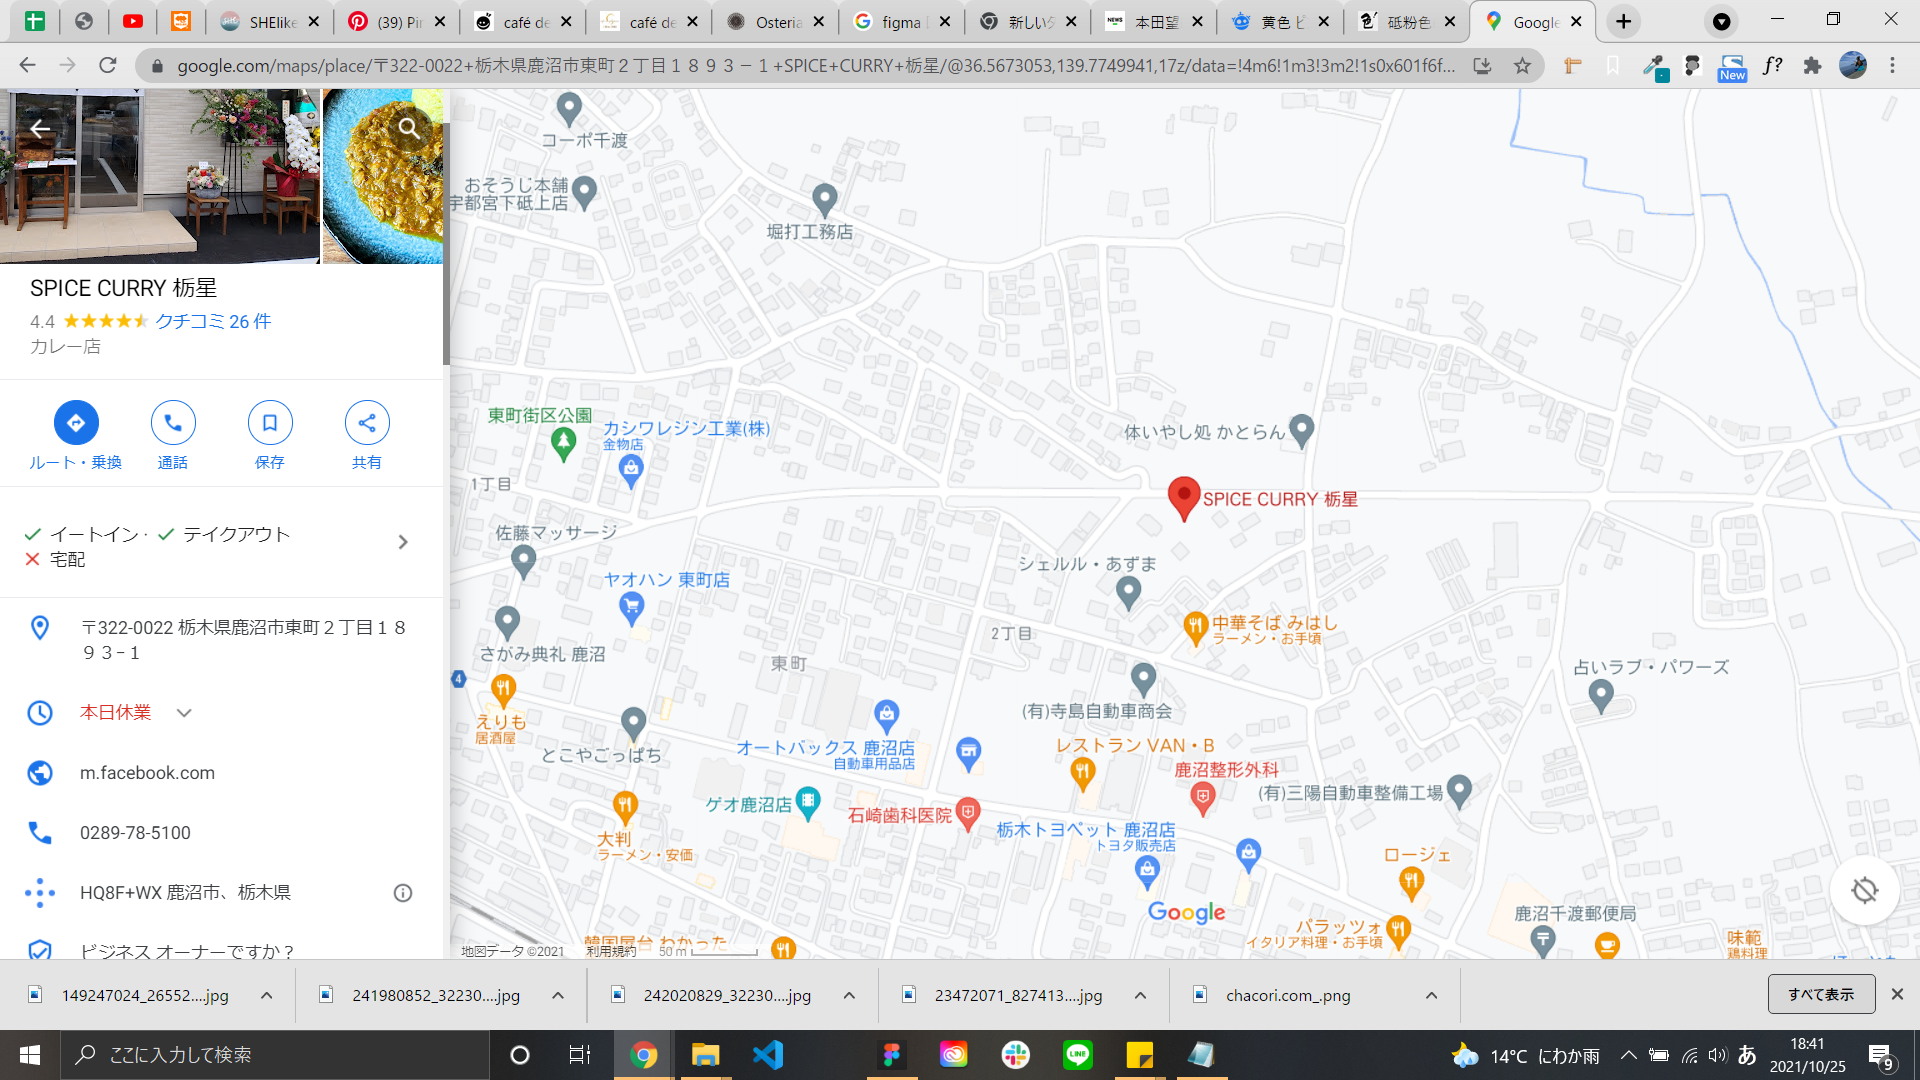 SHElike
(39) Pin
café de
café de
Osteria
figma
新しいタ
本田望
黄色 ビ
砥粉色
Google
google.com/maps/place/〒322-0022+栃木県鹿沼市東町２丁目１８９３−１+SPICE+CURRY+栃星/@36.5673053,139.7749941,17z/data=!4m6!1m3!3m2!1s0x601f6f...
New
f?
SPICE CURRY 栃星
4.4 クチコミ 26 件
カレー店
ルート・乗換
通話
保存
共有
イートイン · テイクアウト
宅配
〒322-0022 栃木県鹿沼市東町２丁目１８
９３−１
本日休業
m.facebook.com
0289-78-5100
HQ8F+WX 鹿沼市、栃木県
ビジネス オーナーですか？
コーポ千渡
おそうじ本舗
宇都宮下砥上店
堀打工務店
東町街区公園
カシワレジン工業(株)
金物店
体いやし処 かとらん
1丁目
SPICE CURRY 栃星
佐藤マッサージ
シェルル・あずま
ヤオハン 東町店
中華そば みはし
ラーメン・お手頃
2丁目
さがみ典礼 鹿沼
東町
占いラブ・パワーズ
4
えりも
居酒屋
(有)寺島自動車商会
とこやごっぱち
オートバックス 鹿沼店
自動車用品店
レストラン VAN・B
鹿沼整形外科
(有)三陽自動車整備工場
ゲオ鹿沼店
石崎歯科医院
大判
ラーメン・安価
栃木トヨペット 鹿沼店
トヨタ販売店
ロージェ
Google
鹿沼千渡郵便局
パラッツォ
イタリア料理・お手頃
味範
鶏料理
韓国屋台 わかった
地図データ ©2021 利用規約 50 m
149247024_26552....jpg
241980852_32230....jpg
242020829_32230....jpg
23472071_827413....jpg
chacori.com_.png
すべて表示
ここに入力して検索
LINE
14°C にわか雨
あ
18:41
2021/10/25
9